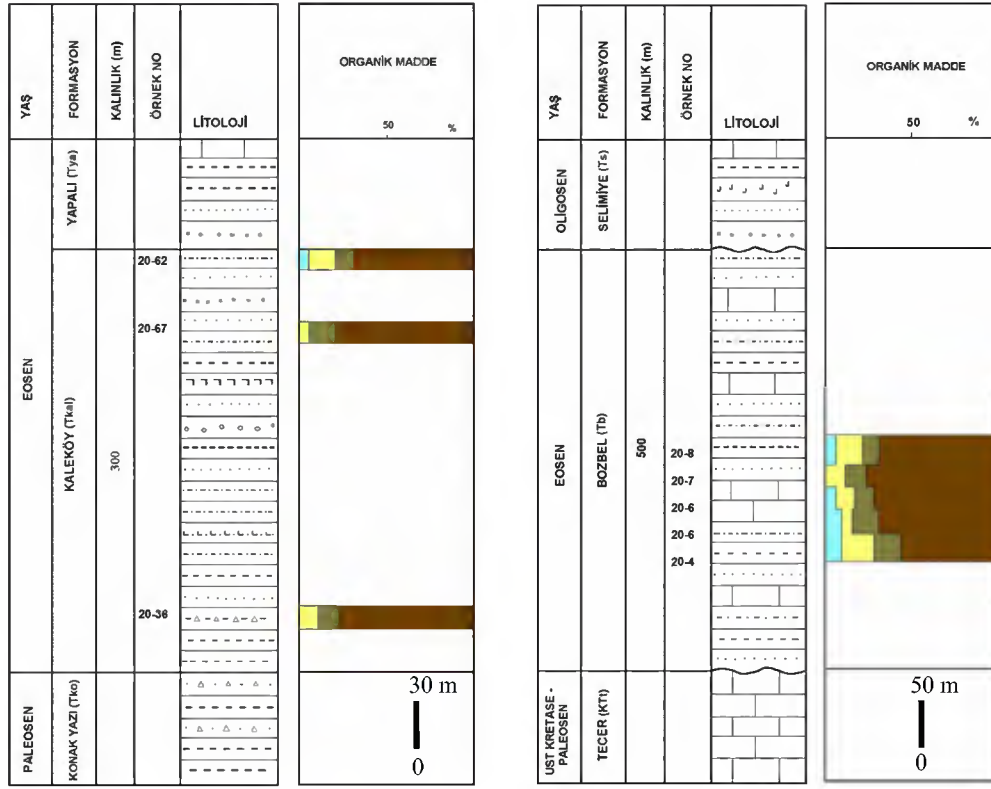 YAŞ
FORMASYON
KALINLIK (m)
ÖRNEK NO
LİTOLOJİ
ORGANİK MADDE
50 %
EOSEN
YAPALI (Tya)
KALEKÖY (Tkal)
300
20-62
20-67
20-36
PALEOSEN
KONAK YAZI (Tko)
30 m
0
YAŞ
FORMASYON
KALINLIK (m)
ÖRNEK NO
LİTOLOJİ
ORGANİK MADDE
50 %
OLİGOSEN
SELİMİYE (Ts)
EOSEN
BOZBEL (Tb)
500
20-8
20-7
20-6
20-6
20-4
UST KRETASE -
PALEOSEN
TECER (KTt)
50 m
0